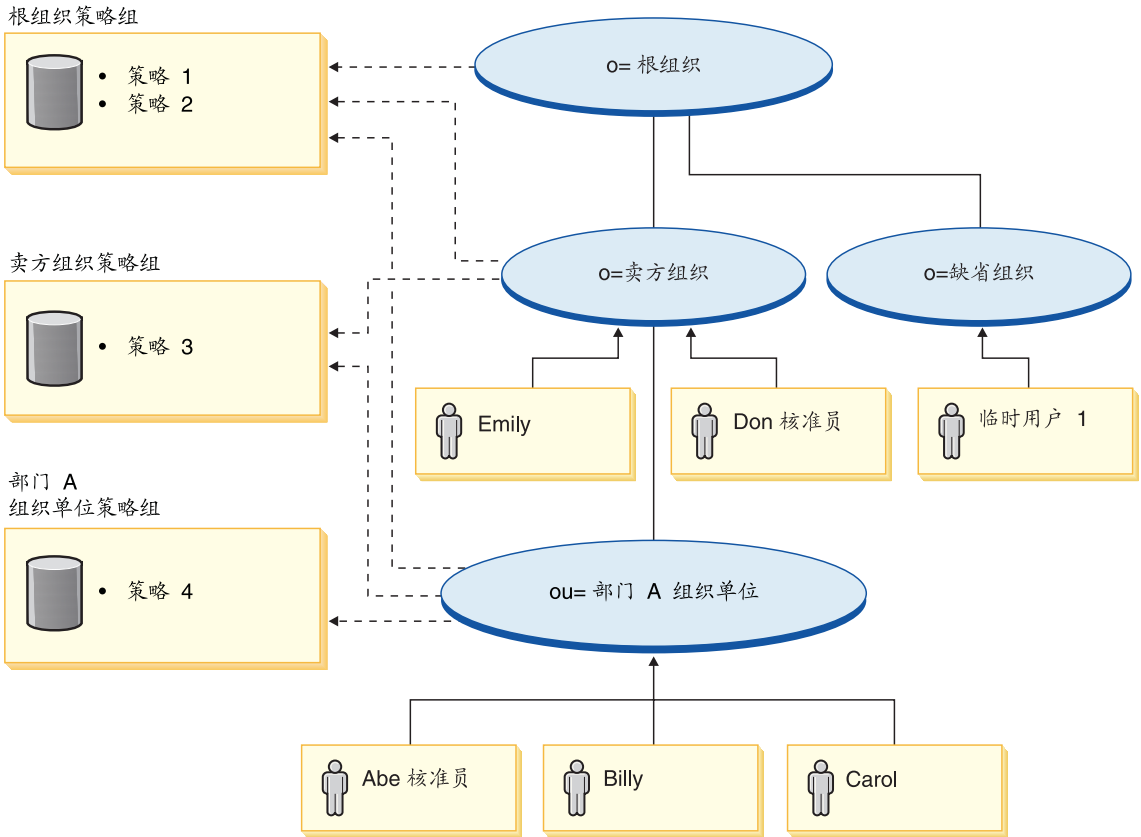 根组织策略组
• 策略 1
• 策略 2
o= 根组织
卖方组织策略组
• 策略 3
o=卖方组织
o=缺省组织
Emily
Don 核准员
临时用户 1
部门 A
组织单位策略组
• 策略 4
ou= 部门 A 组织单位
Abe 核准员
Billy
Carol